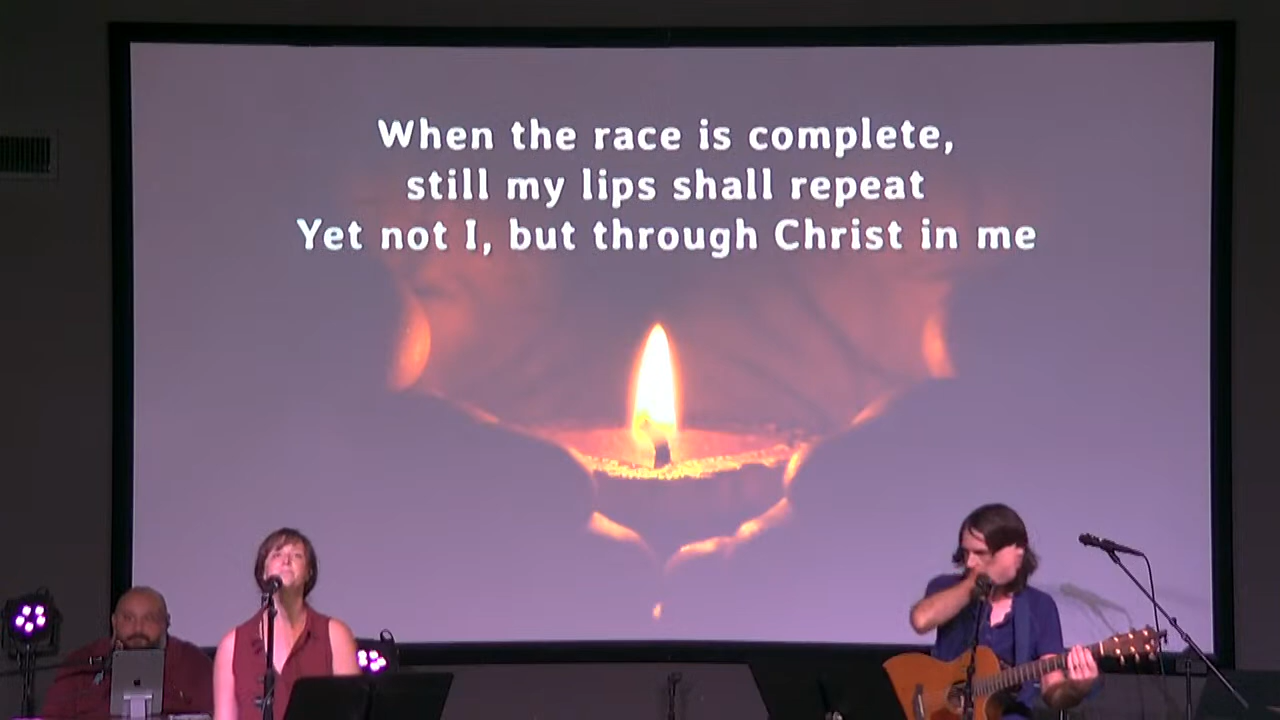 When the race is complete,
still my lips shall repeat
Yet not I, but through Christ in me